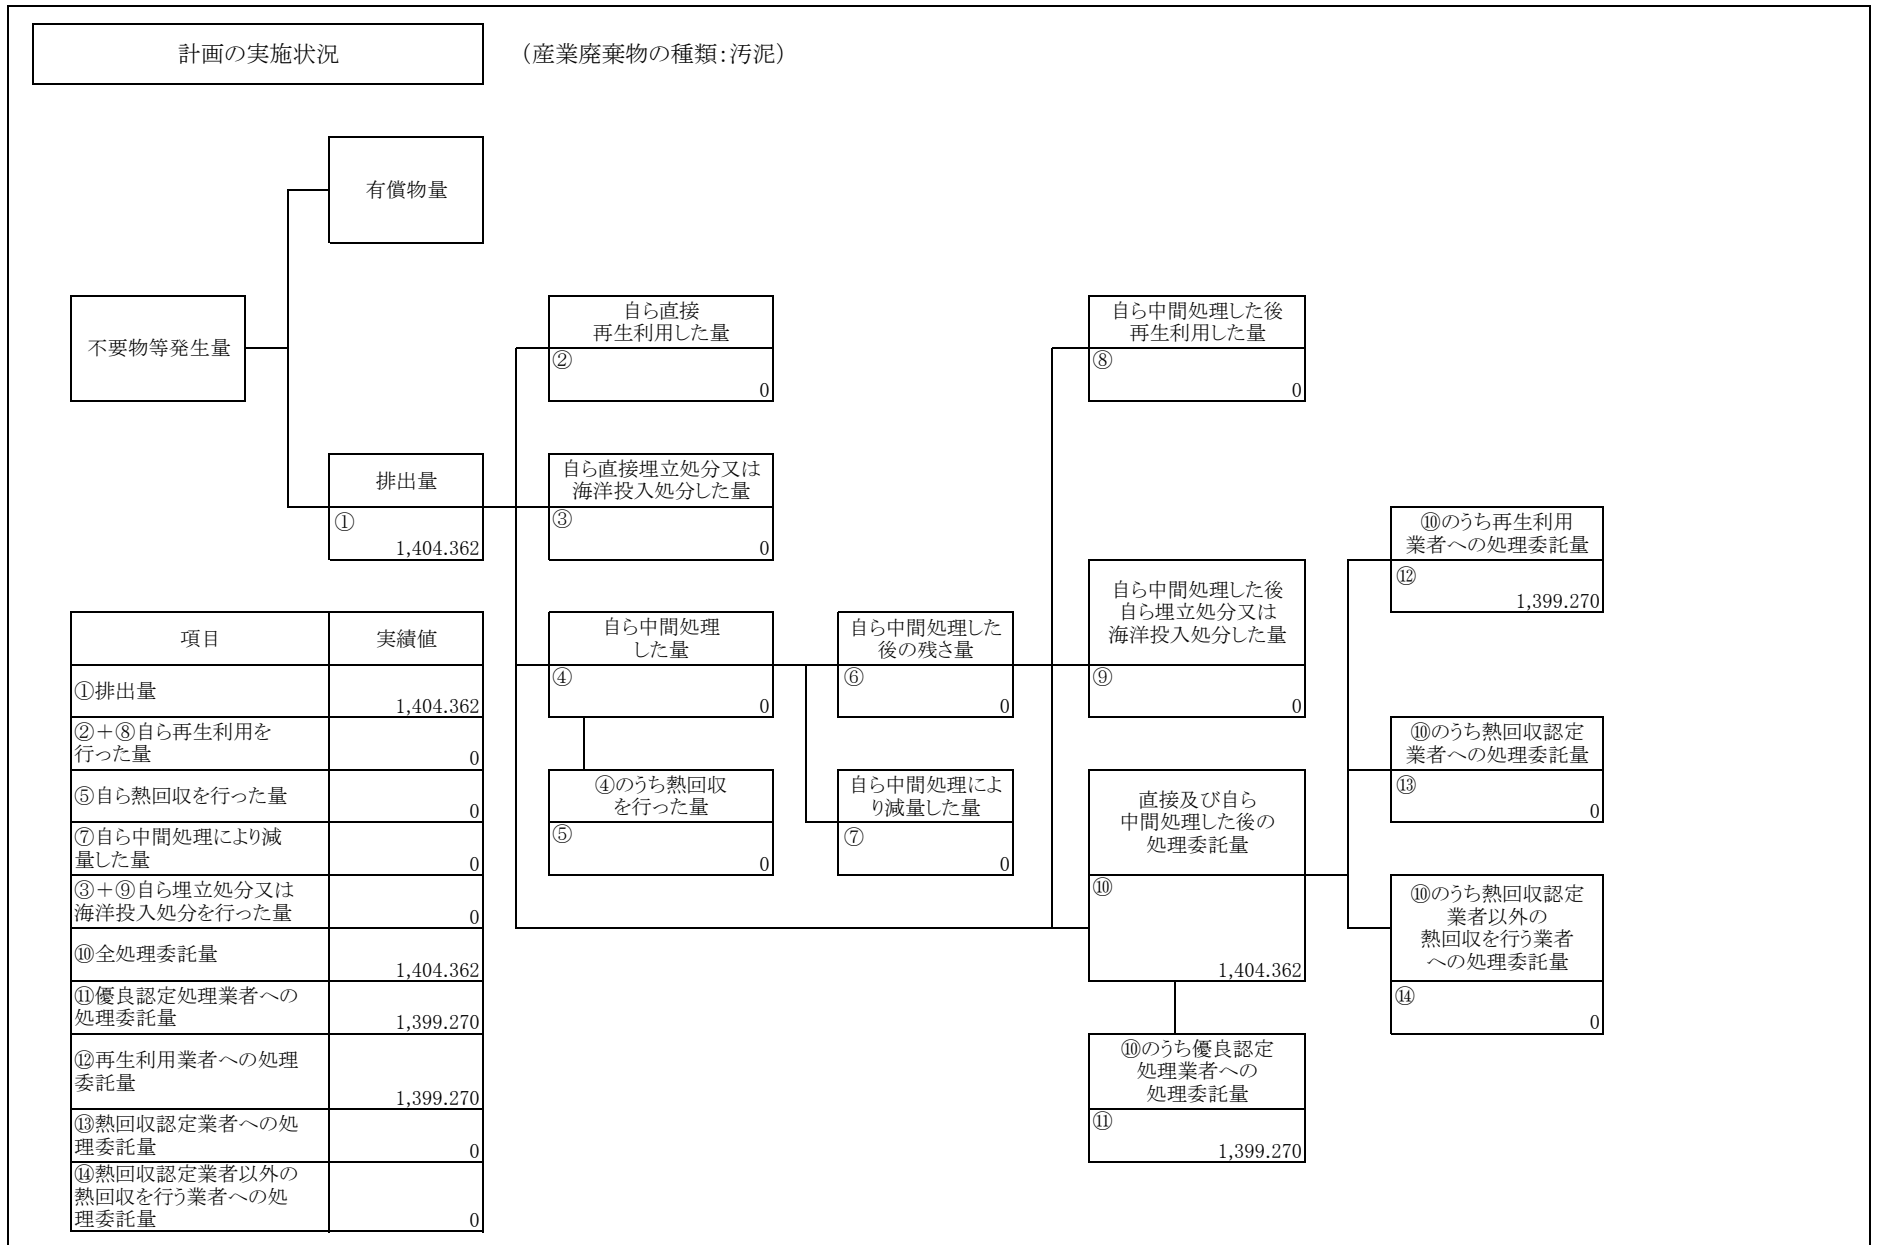 計画の実施状況
（産業廃棄物の種類：汚泥）
有償物量
不要物等発生量
自ら直接
再生利用した量
②
0
自ら中間処理した後
再生利用した量
⑧
0
排出量
①
1,404.362
自ら直接埋立処分又は
海洋投入処分した量
③
0
⑩のうち再生利用
業者への処理委託量
⑫
1,399.270
自ら中間処理した後
自ら埋立処分又は
海洋投入処分した量
⑨
0
自ら中間処理
した量
④
0
自ら中間処理した
後の残さ量
⑥
0
⑩のうち熱回収認定
業者への処理委託量
⑬
0
④のうち熱回収
を行った量
⑤
0
自ら中間処理によ
り減量した量
⑦
0
直接及び自ら
中間処理した後の
処理委託量
⑩
1,404.362
⑩のうち熱回収認定
業者以外の
熱回収を行う業者
への処理委託量
⑭
0
⑩のうち優良認定
処理業者への
処理委託量
⑪
1,399.270
項目
実績値
①排出量
1,404.362
②＋⑧自ら再生利用を
行った量
0
⑤自ら熱回収を行った量
0
⑦自ら中間処理により減
量した量
0
③＋⑨自ら埋立処分又は
海洋投入処分を行った量
0
⑩全処理委託量
1,404.362
⑪優良認定処理業者への
処理委託量
1,399.270
⑫再生利用業者への処理
委託量
1,399.270
⑬熱回収認定業者への処
理委託量
0
⑭熱回収認定業者以外の
熱回収を行う業者への処
理委託量
0